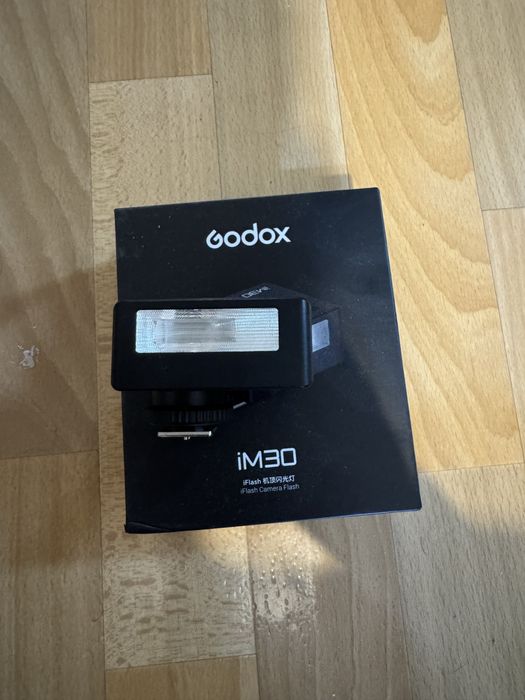 Godox
iM30
iFlash 机顶闪光灯
iFlash Camera Flash